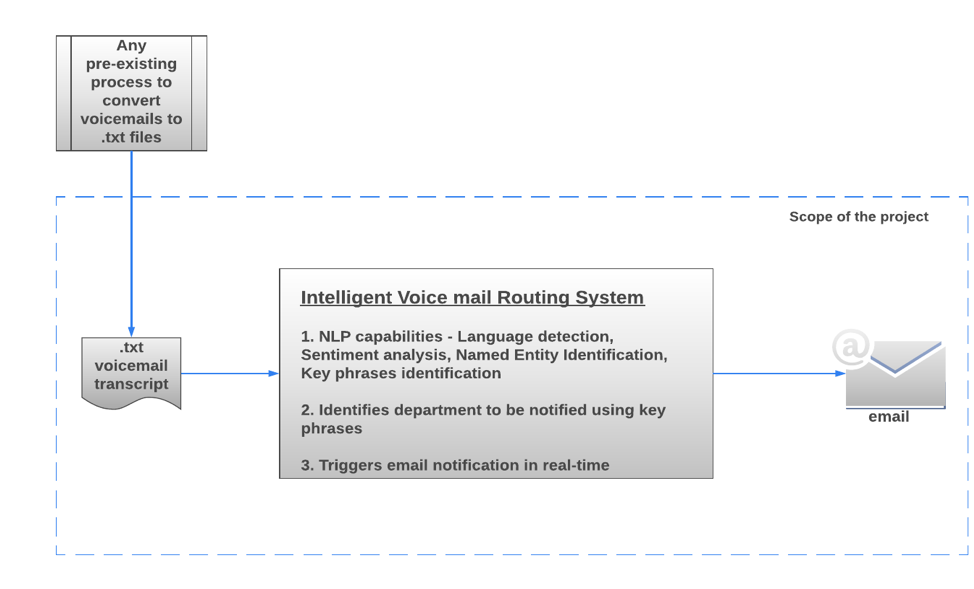 Any
pre-existing
process to
convert
voicemails to
.txt files
Scope of the project
.txt
voicemail
transcript
Intelligent Voice mail Routing System
1. NLP capabilities - Language detection,
Sentiment analysis, Named Entity Identification,
Key phrases identification
2. Identifies department to be notified using key
phrases
3. Triggers email notification in real-time
@
email